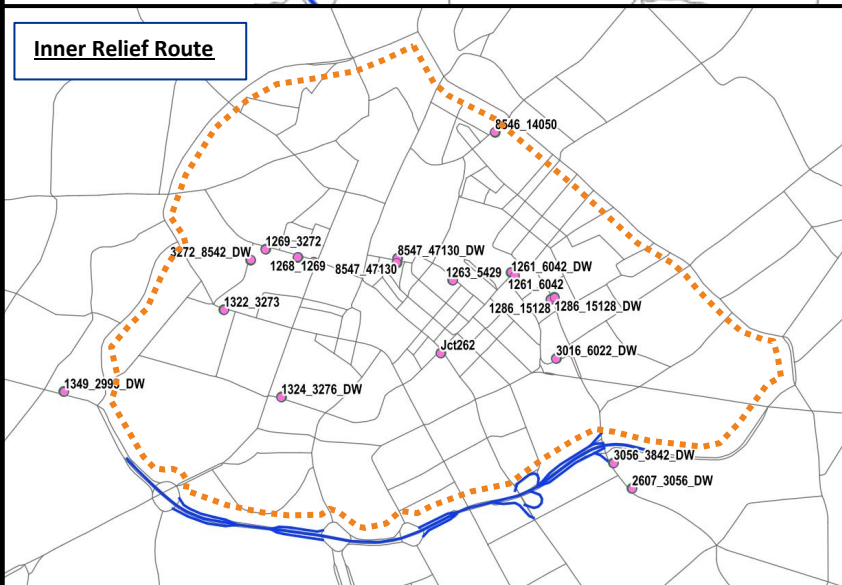 Inner Relief Route
8546_14050
1269_3272
3272_8542_DW
1268_1269
8547_47130_DW
8547_47130
1263_5429
1261_6042_DW
1261_6042
1286_15128
1286_15128_DW
1322_3273
Jct262
3016_6022_DW
1349_2993_DW
1324_3276_DW
3056_3842_DW
2607_3056_DW